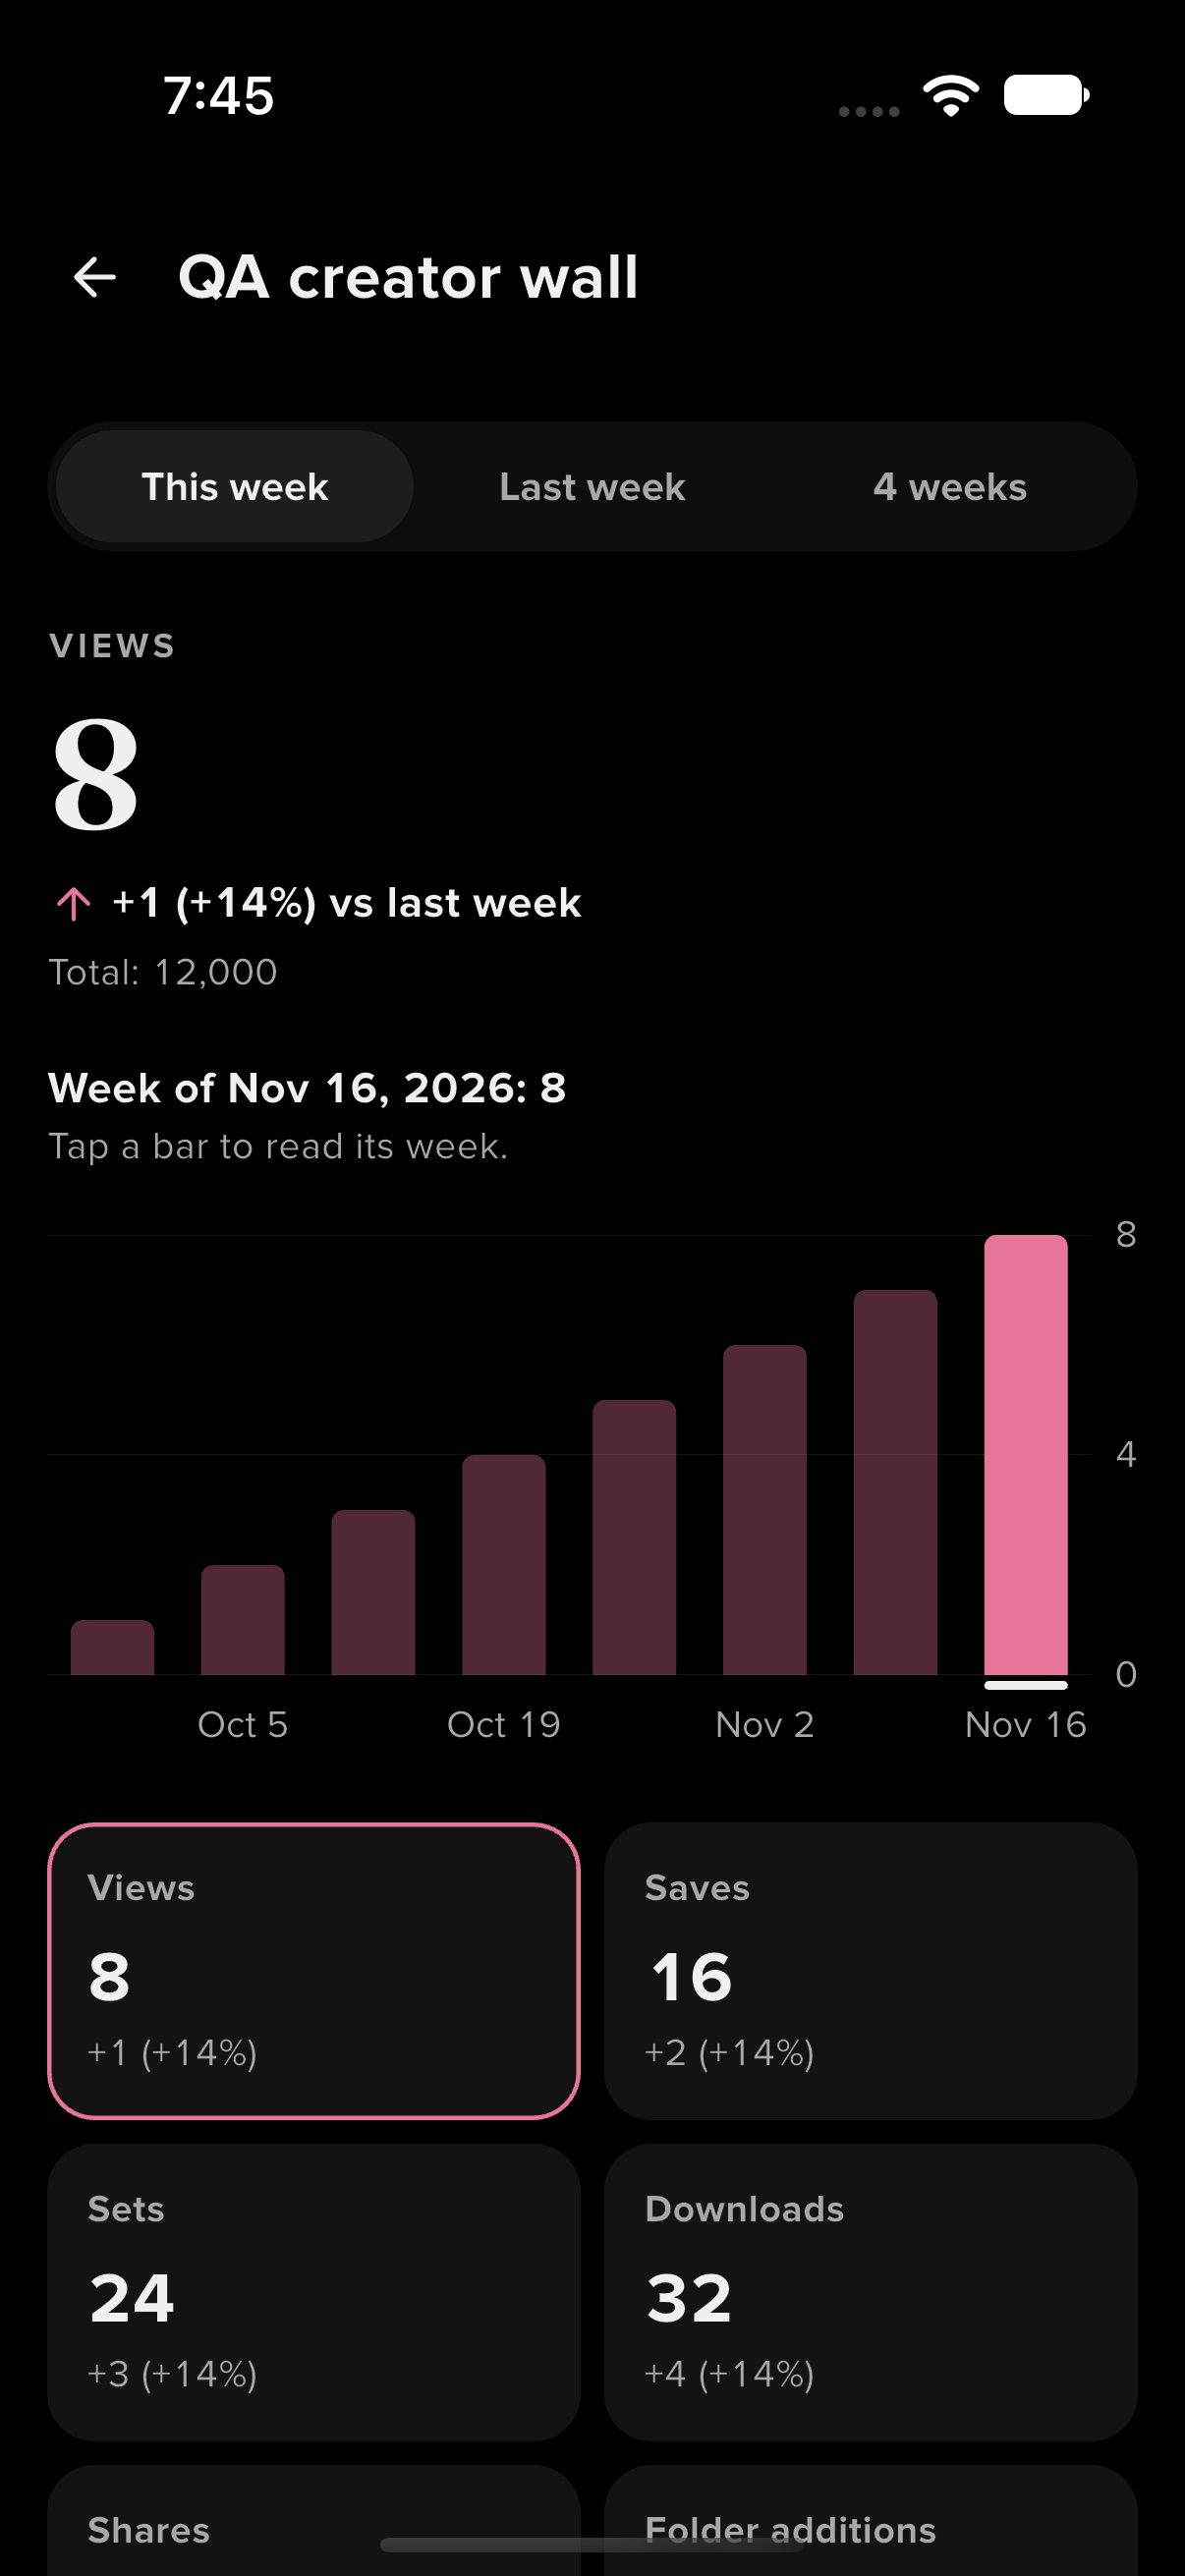 7:45
QA creator wall
This week
Last week
4 weeks
VIEWS
8
+1 (+14%) vs last week
Total: 12,000
Week of Nov 16, 2026: 8
Tap a bar to read its week.
8
4
0
Oct 5
Oct 19
Nov 2
Nov 16
Views
8
+1 (+14%)
Saves
16
+2 (+14%)
Sets
24
+3 (+14%)
Downloads
32
+4 (+14%)
Shares
Folder additions